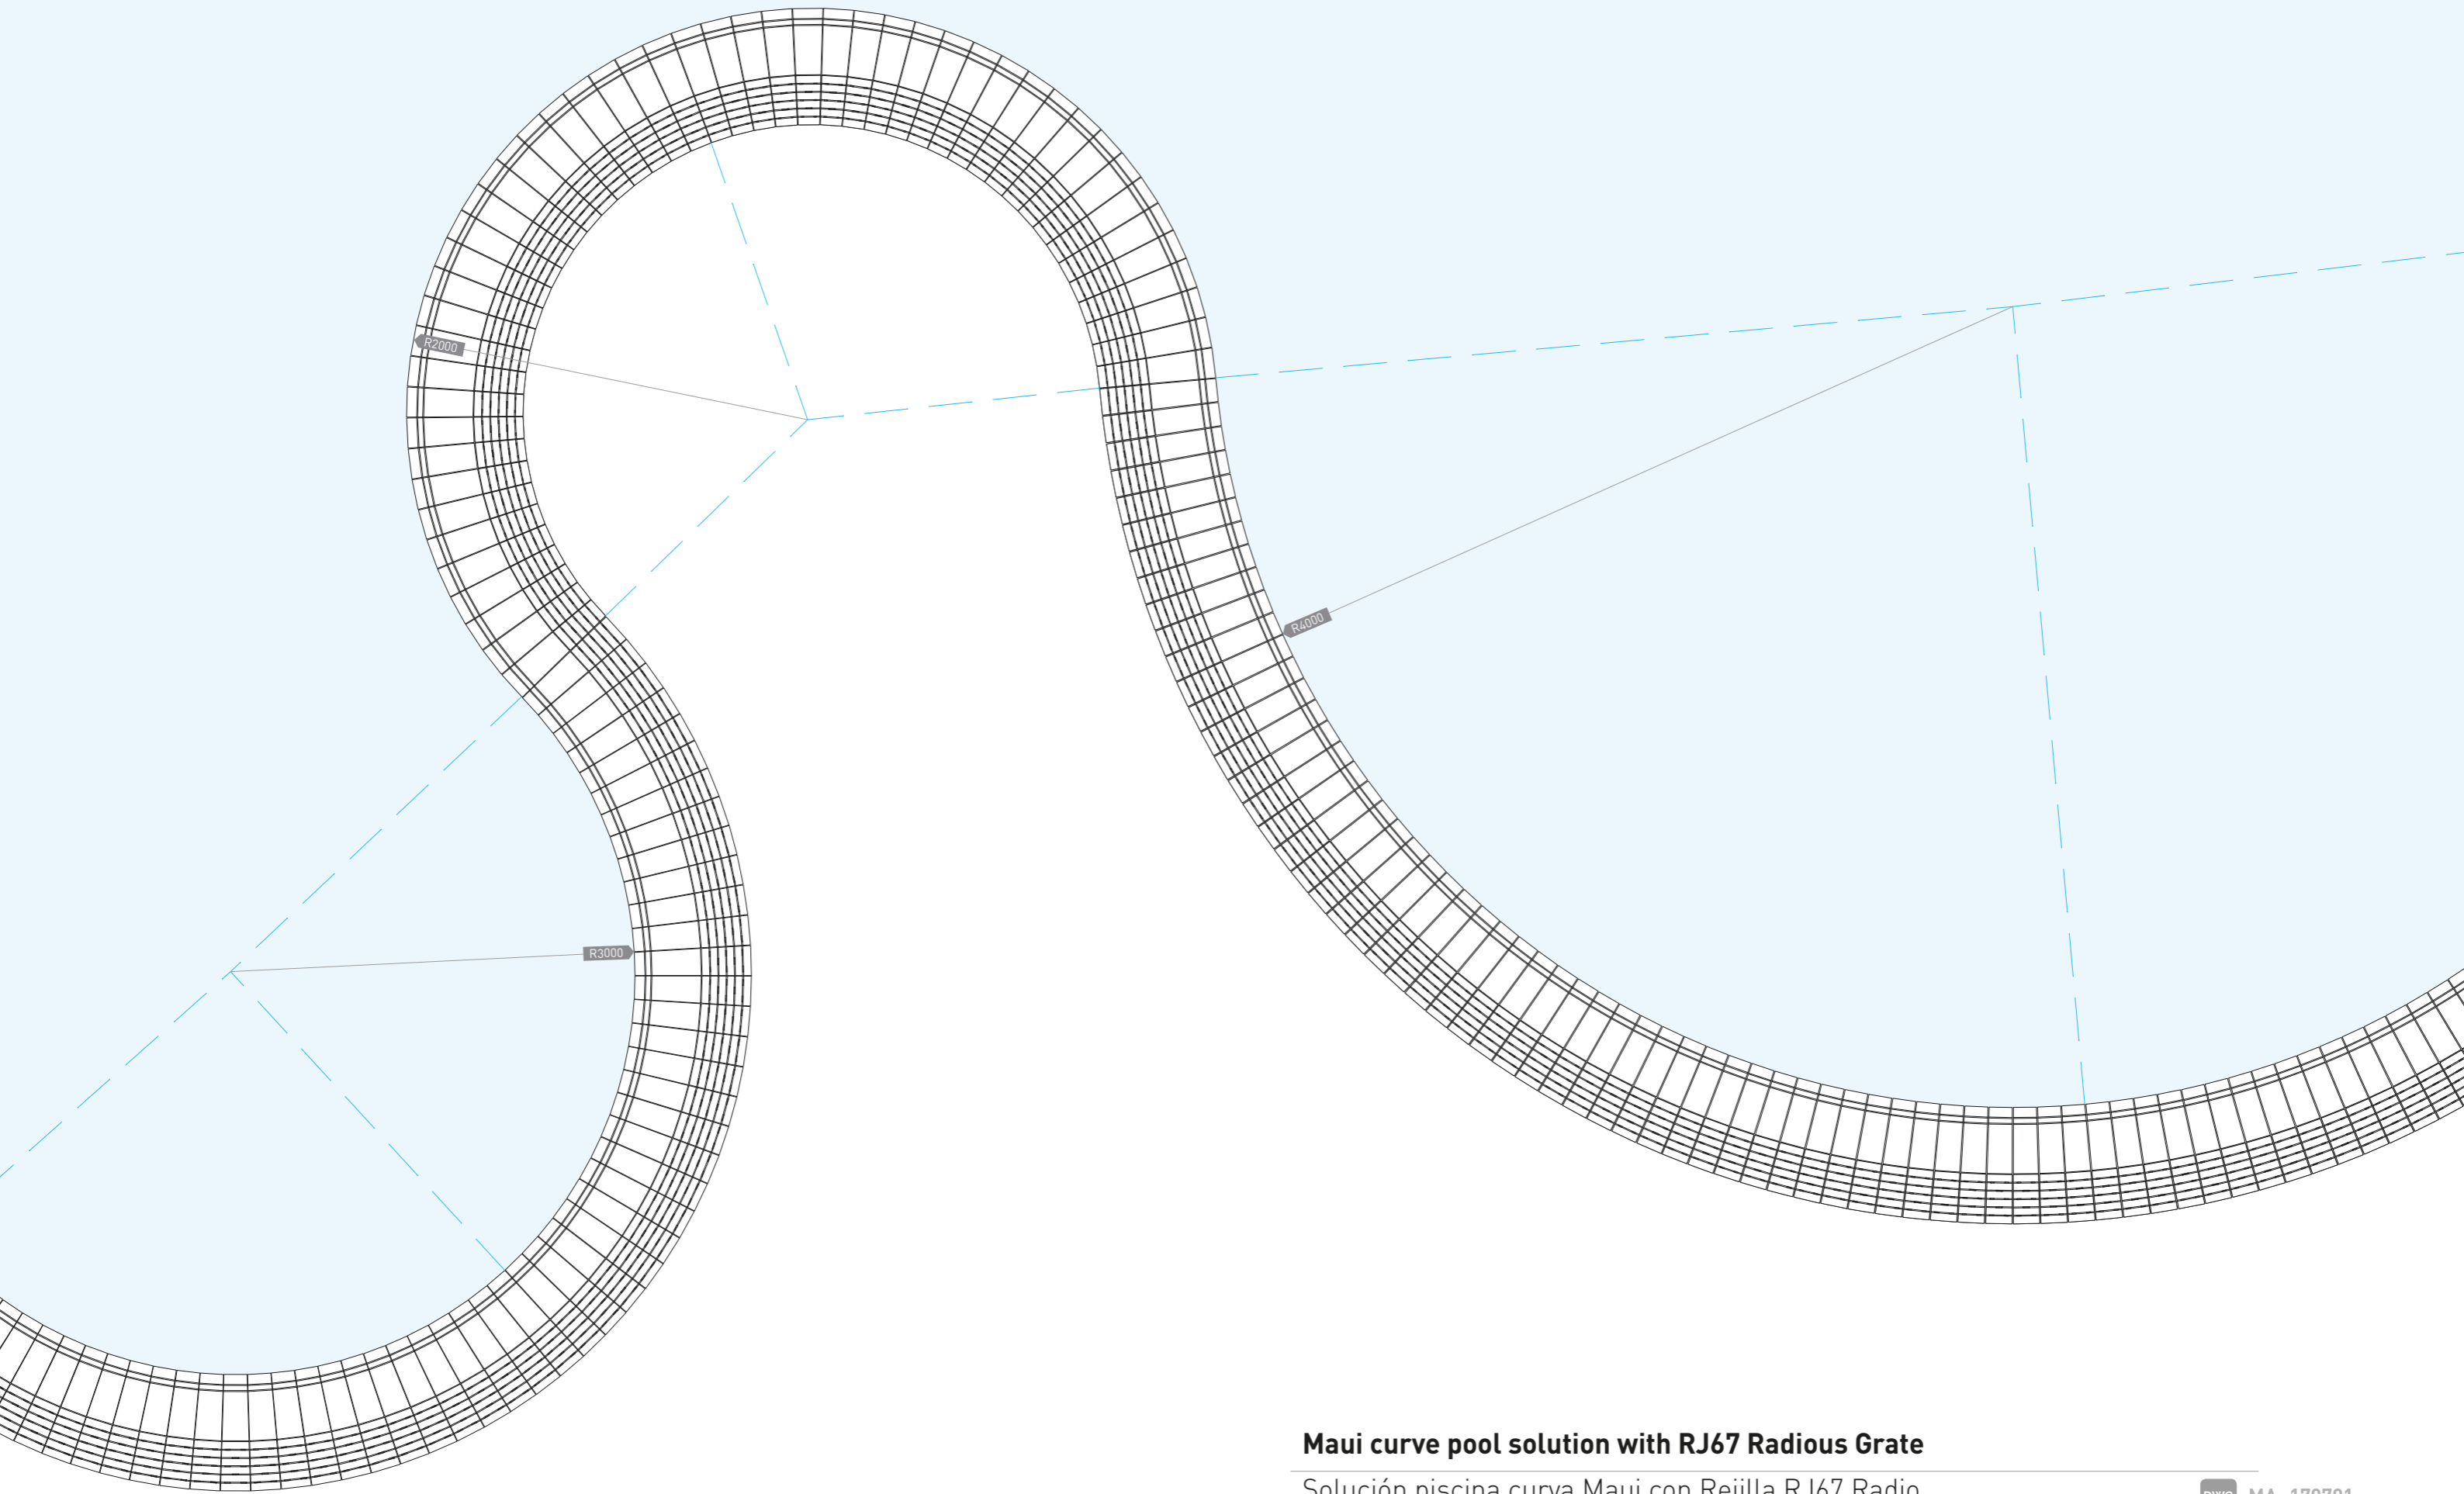 R2000
R4000
R3000
Maui curve pool solution with RJ67 Radious Grate
Solución piscina curva Maui con Rejilla RJ67 Radio